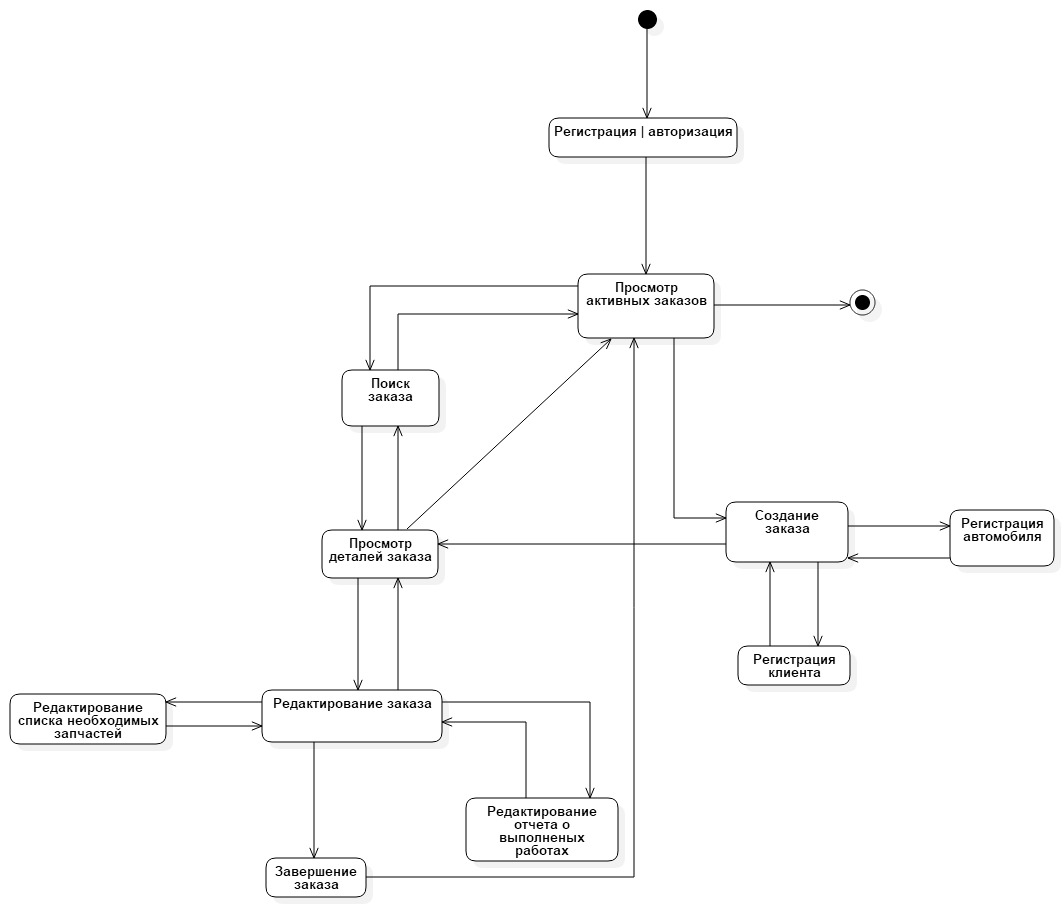 Регистрация | авторизация
Просмотр
активных заказов
Поиск
заказа
Создание
заказа
Регистрация
автомобиля
Просмотр
деталей заказа
Регистрация
клиента
Редактирование
списка необходимых
запчастей
Редактирование заказа
Редактирование
отчета о
выполненых
работах
Завершение
заказа